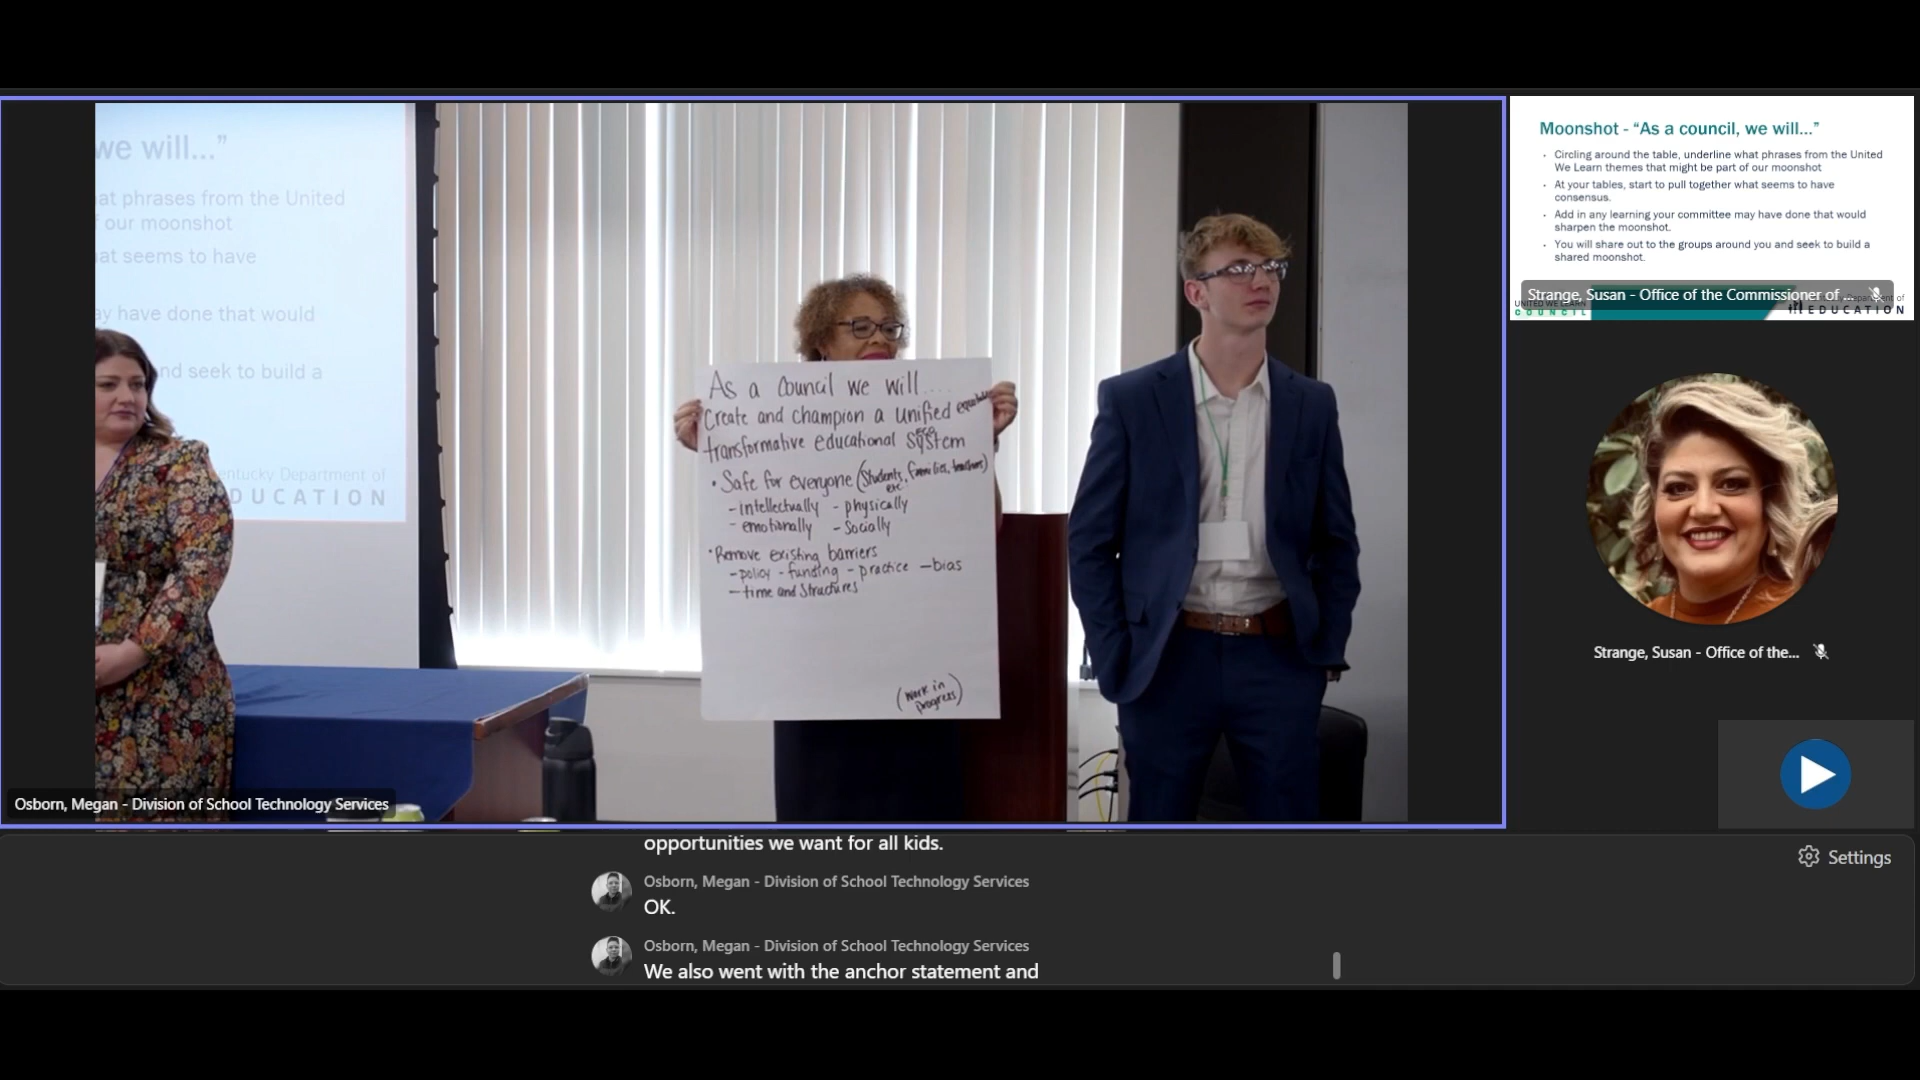 we will..."
at phrases from the United
our moonshot
at seems to have
ay have done that would
nd seek to build a
entucky Department of
DUCATION
As a Council we will....
Create and champion a unified
transformative educational system
eco
• Safe for everyone (Students, families, teachers)
etc.
- intellectually - physically
- emotionally - Socially
• Remove existing barriers
- policy - funding - practice - bias
- time and Structures
(Work in
progress)
Osborn, Megan - Division of School Technology Services
Moonshot - “As a council, we will...”
• Circling around the table, underline what phrases from the United
We Learn themes that might be part of our moonshot
• At your tables, start to pull together what seems to have
consensus.
• Add in any learning your committee may have done that would
sharpen the moonshot.
• You will share out to the groups around you and seek to build a
shared moonshot.
Strange, Susan - Office of the Commissioner of ...
UNITED WE LEARN
COUNCIL
Department of
EDUCATION
Strange, Susan - Office of the...
Settings
opportunities we want for all kids.
Osborn, Megan - Division of School Technology Services
OK.
Osborn, Megan - Division of School Technology Services
We also went with the anchor statement and